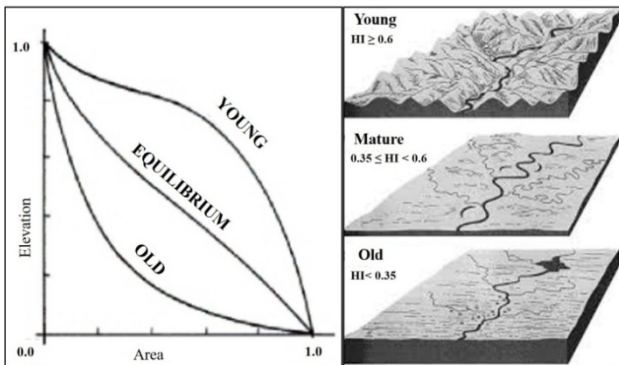 1.0
YOUNG
EQUILIBRIUM
OLD
Elevation
0.0
Area
1.0
Young
HI ≥ 0.6
Mature
0.35 ≤ HI < 0.6
Old
HI< 0.35